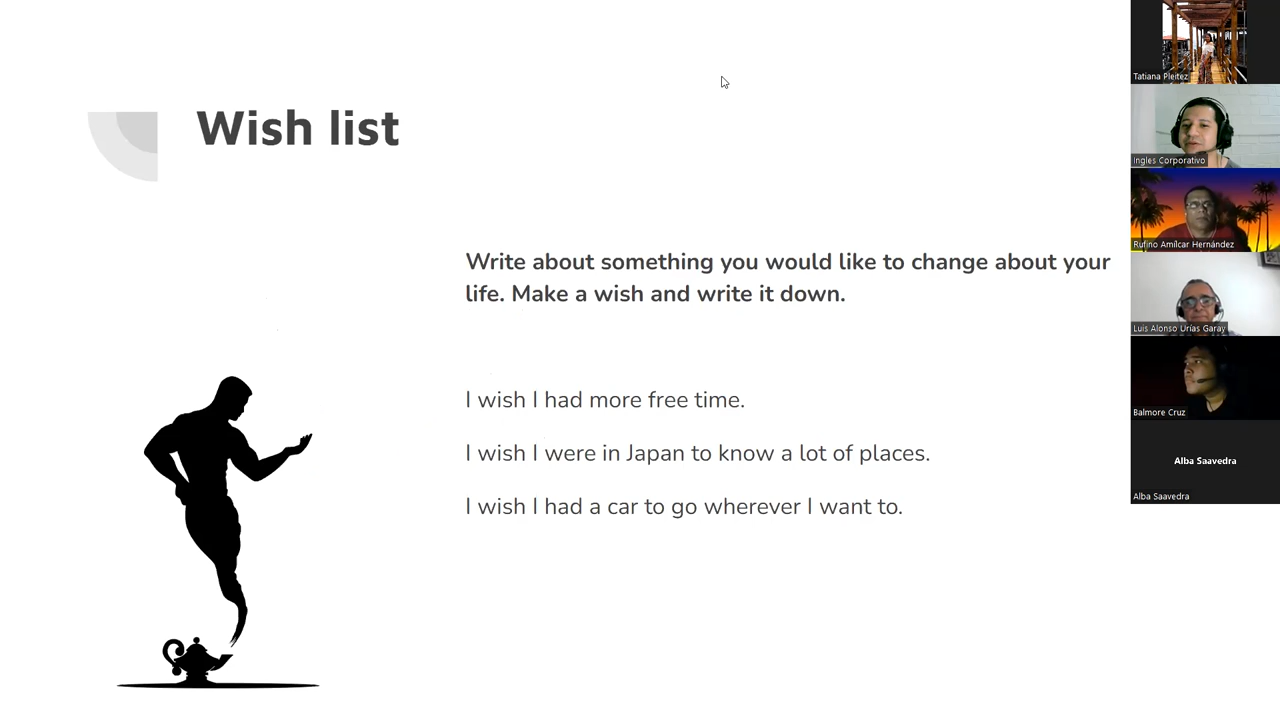 Wish list
Write about something you would like to change about your
life. Make a wish and write it down.
I wish I had more free time.
I wish I were in Japan to know a lot of places.
I wish I had a car to go wherever I want to.
Tatiana Pleitez
Ingles Corporativo
Rufino Amílcar Hernández
Luis Alonso Urías Garay
Balmore Cruz
Alba Saavedra
Alba Saavedra